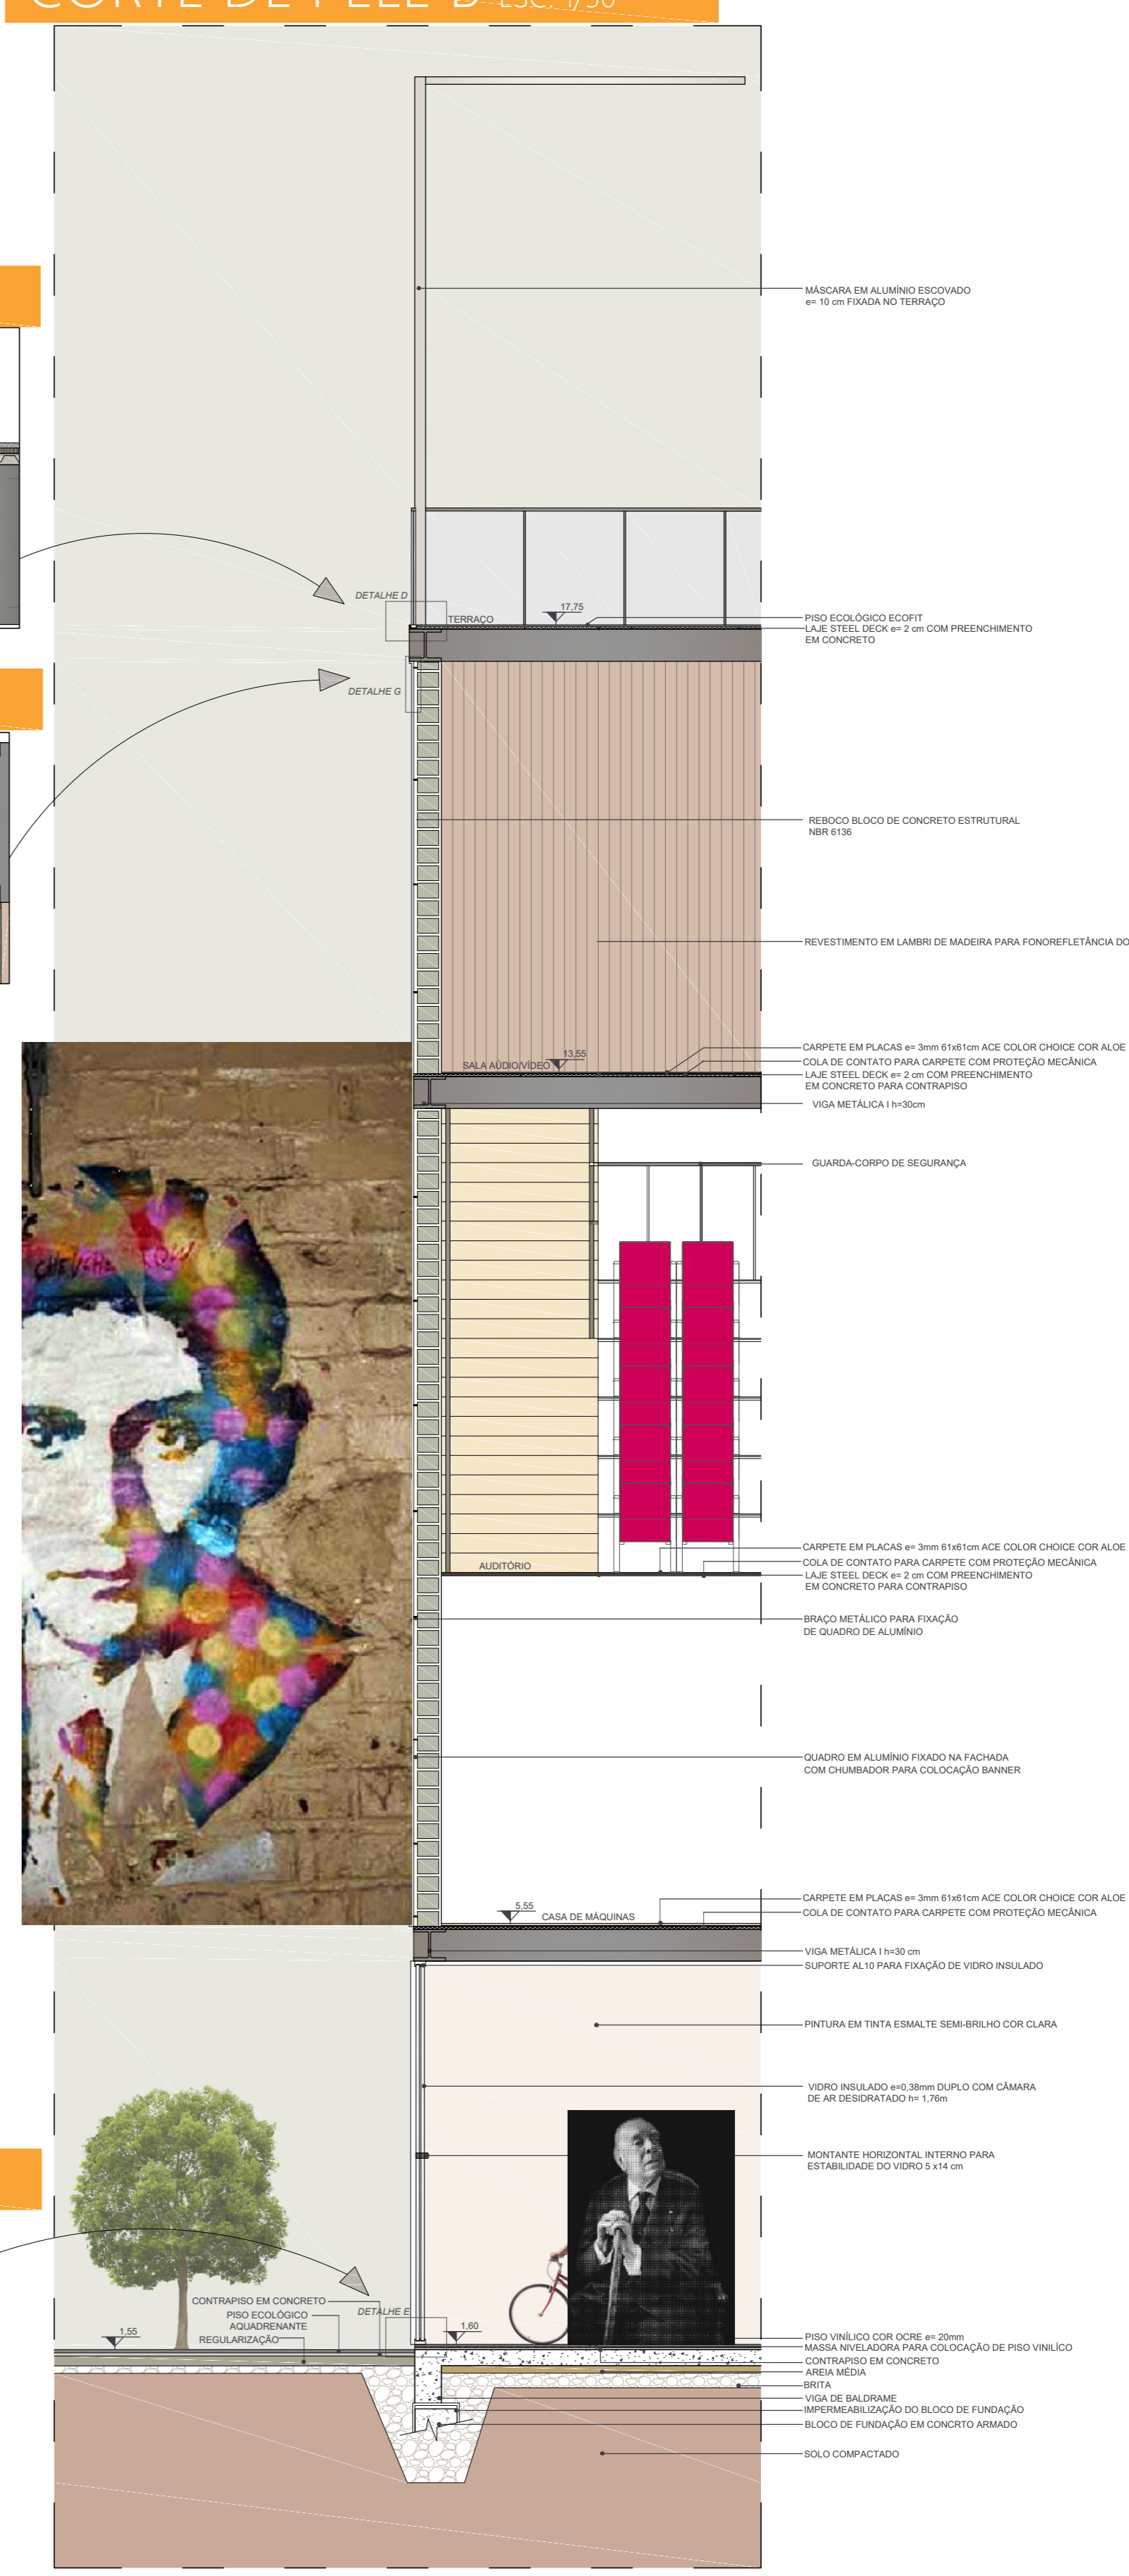 CORTE DE PELE D ESC. 1/50
MÁSCARA EM ALUMÍNIO ESCOVADO
e= 10 cm FIXADA NO TERRAÇO
DETALHE D
TERRAÇO
17,75
PISO ECOLÓGICO ECOFIT
LAJE STEEL DECK e= 2 cm COM PREENCHIMENTO
EM CONCRETO
DETALHE G
REBOCO BLOCO DE CONCRETO ESTRUTURAL
NBR 6136
REVESTIMENTO EM LAMBRI DE MADEIRA PARA FONOREFLETÂNCIA DO
SALA AÚDIO/VÍDEO
13,55
CARPETE EM PLACAS e= 3mm 61x61cm ACE COLOR CHOICE COR ALOE
COLA DE CONTATO PARA CARPETE COM PROTEÇÃO MECÂNICA
LAJE STEEL DECK e= 2 cm COM PREENCHIMENTO
EM CONCRETO PARA CONTRAPISO
VIGA METÁLICA I h=30cm
GUARDA-CORPO DE SEGURANÇA
AUDITÓRIO
CARPETE EM PLACAS e= 3mm 61x61cm ACE COLOR CHOICE COR ALOE
COLA DE CONTATO PARA CARPETE COM PROTEÇÃO MECÂNICA
LAJE STEEL DECK e= 2 cm COM PREENCHIMENTO
EM CONCRETO PARA CONTRAPISO
BRAÇO METÁLICO PARA FIXAÇÃO
DE QUADRO DE ALUMÍNIO
QUADRO EM ALUMÍNIO FIXADO NA FACHADA
COM CHUMBADOR PARA COLOCAÇÃO BANNER
5,55
CASA DE MÁQUINAS
CARPETE EM PLACAS e= 3mm 61x61cm ACE COLOR CHOICE COR ALOE
COLA DE CONTATO PARA CARPETE COM PROTEÇÃO MECÂNICA
VIGA METÁLICA I h=30 cm
SUPORTE AL10 PARA FIXAÇÃO DE VIDRO INSULADO
PINTURA EM TINTA ESMALTE SEMI-BRILHO COR CLARA
VIDRO INSULADO e=0,38mm DUPLO COM CÂMARA
DE AR DESIDRATADO h= 1,76m
MONTANTE HORIZONTAL INTERNO PARA
ESTABILIDADE DO VIDRO 5 x14 cm
CONTRAPISO EM CONCRETO
PISO ECOLÓGICO
AQUADRENANTE
REGULARIZAÇÃO
DETALHE E
1,55
1,60
PISO VINÍLICO COR OCRE e= 20mm
MASSA NIVELADORA PARA COLOCAÇÃO DE PISO VINILÍCO
CONTRAPISO EM CONCRETO
AREIA MÉDIA
BRITA
VIGA DE BALDRAME
IMPERMEABILIZAÇÃO DO BLOCO DE FUNDAÇÃO
BLOCO DE FUNDAÇÃO EM CONCRTO ARMADO
SOLO COMPACTADO